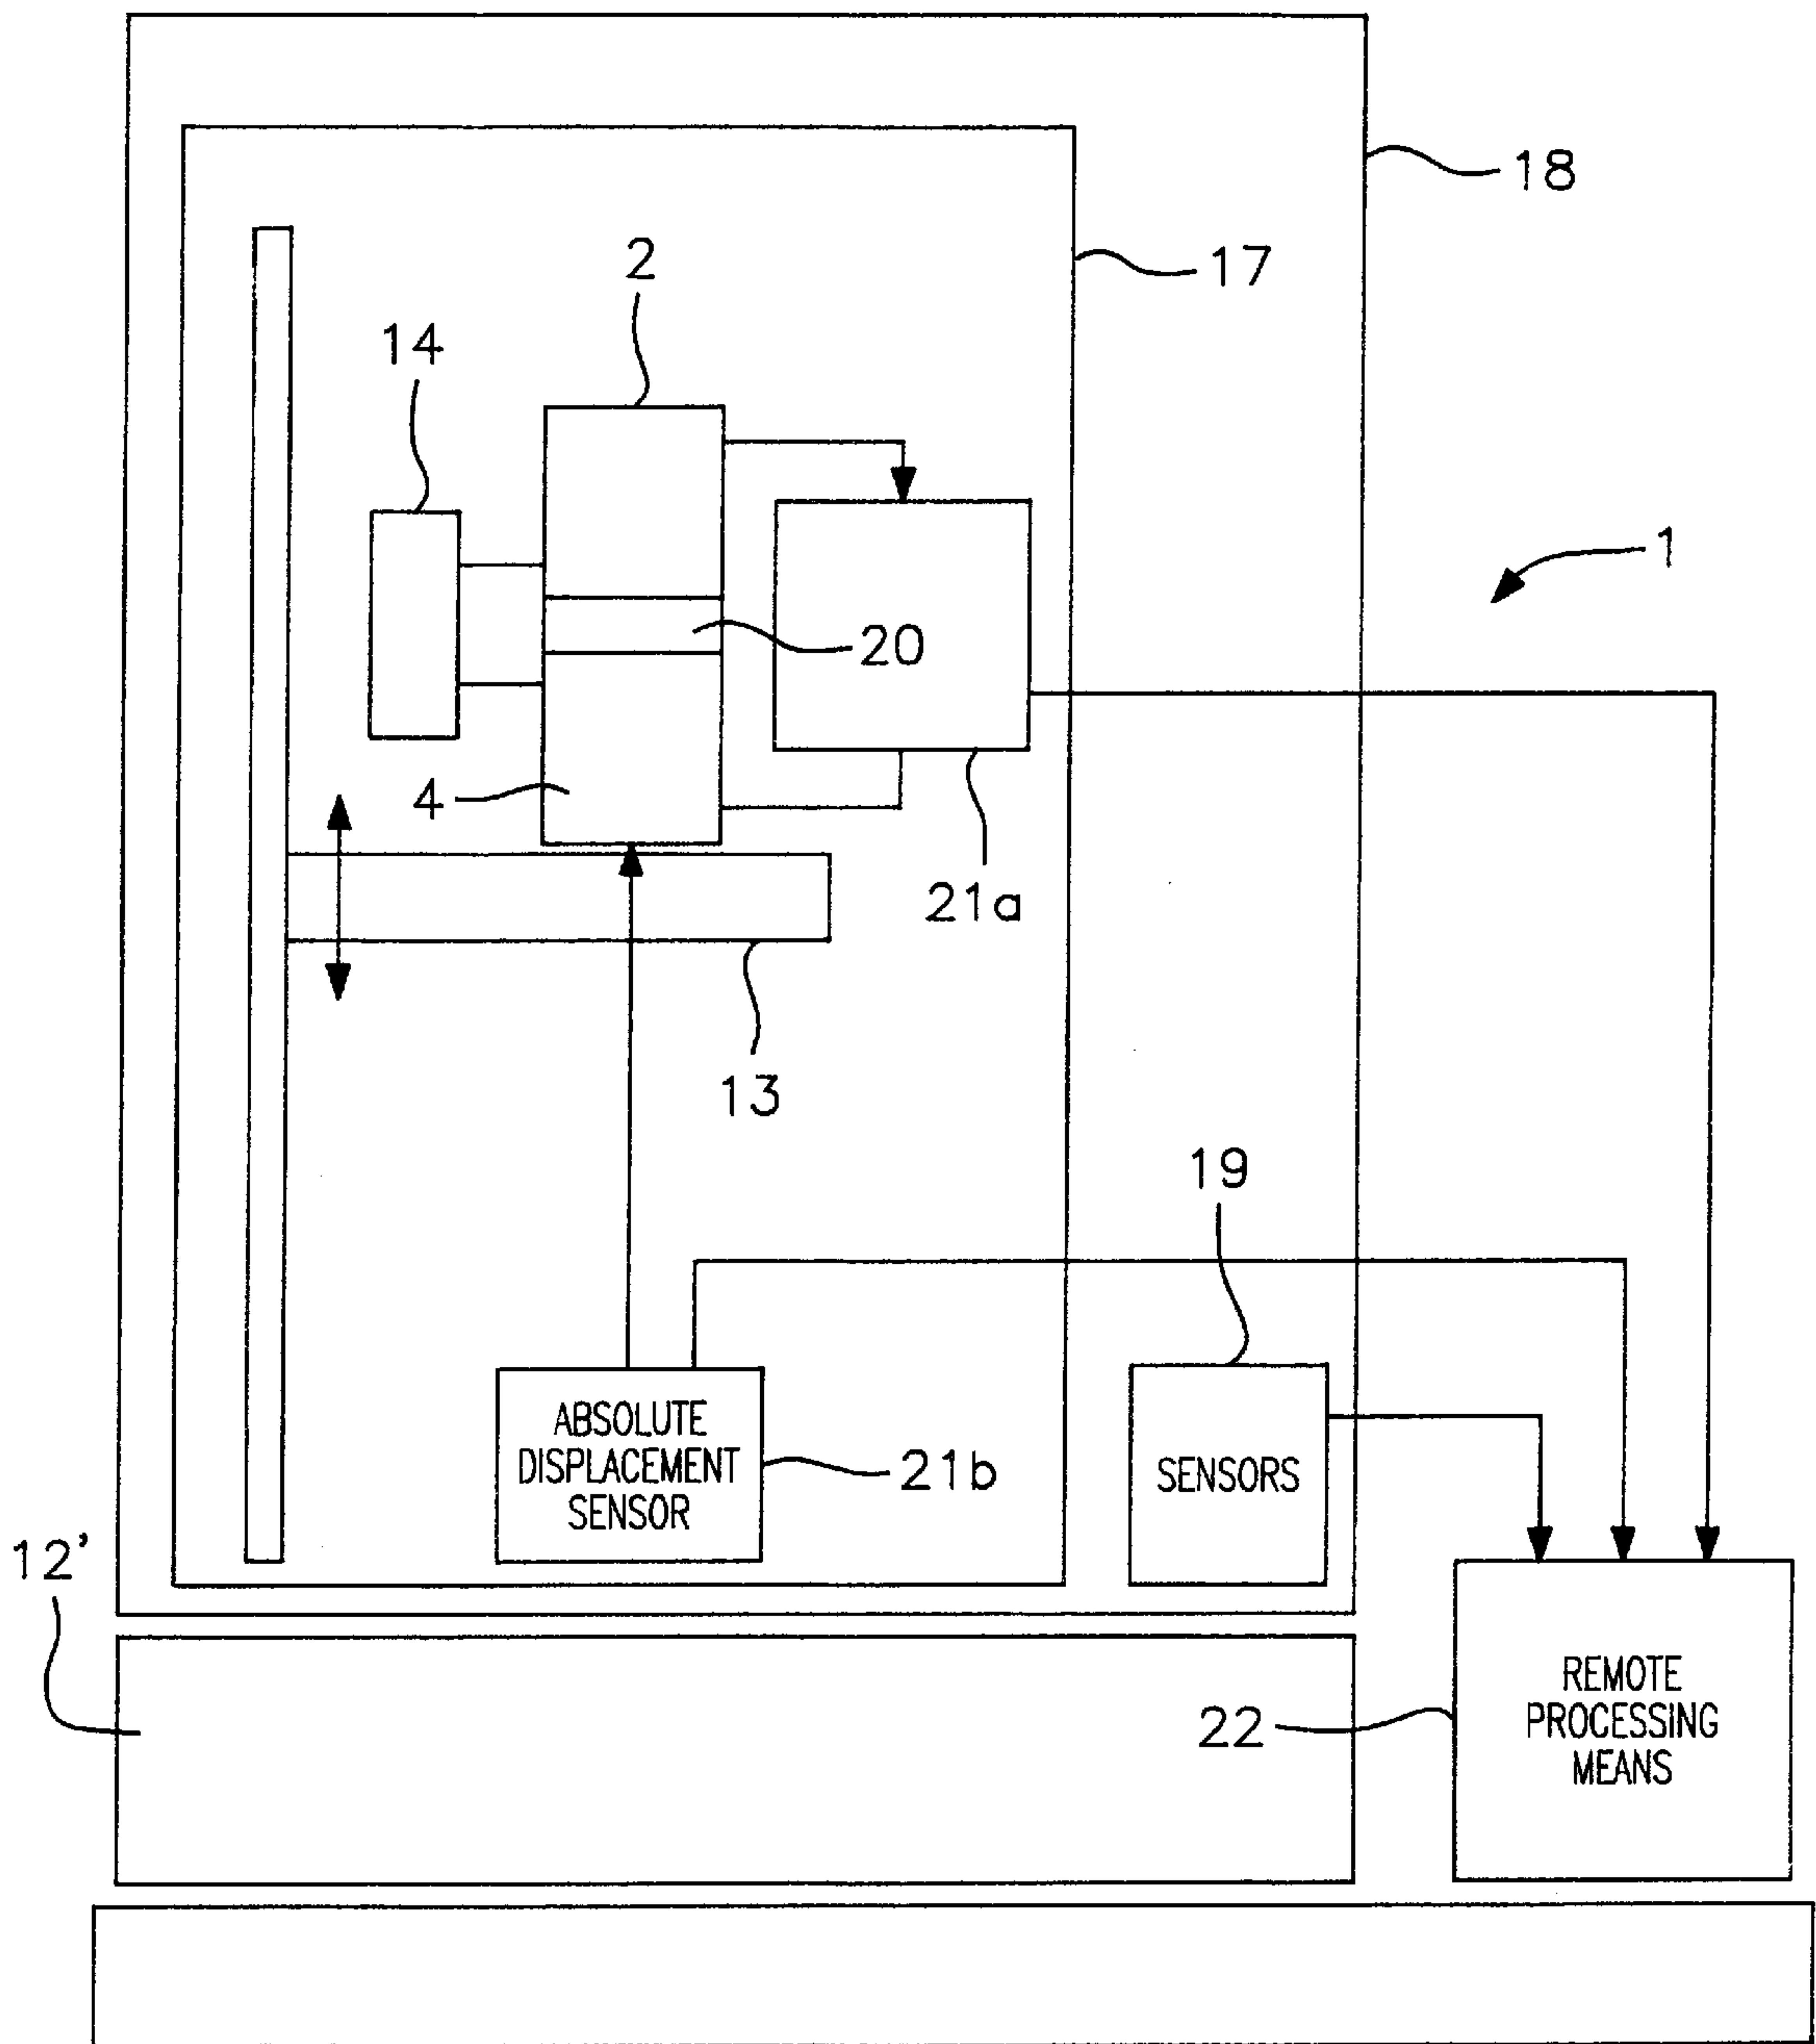 18
17
2
14
1
20
4
21a
13
19
ABSOLUTE
DISPLACEMENT
SENSOR
21b
SENSORS
12'
22
REMOTE
PROCESSING
MEANS